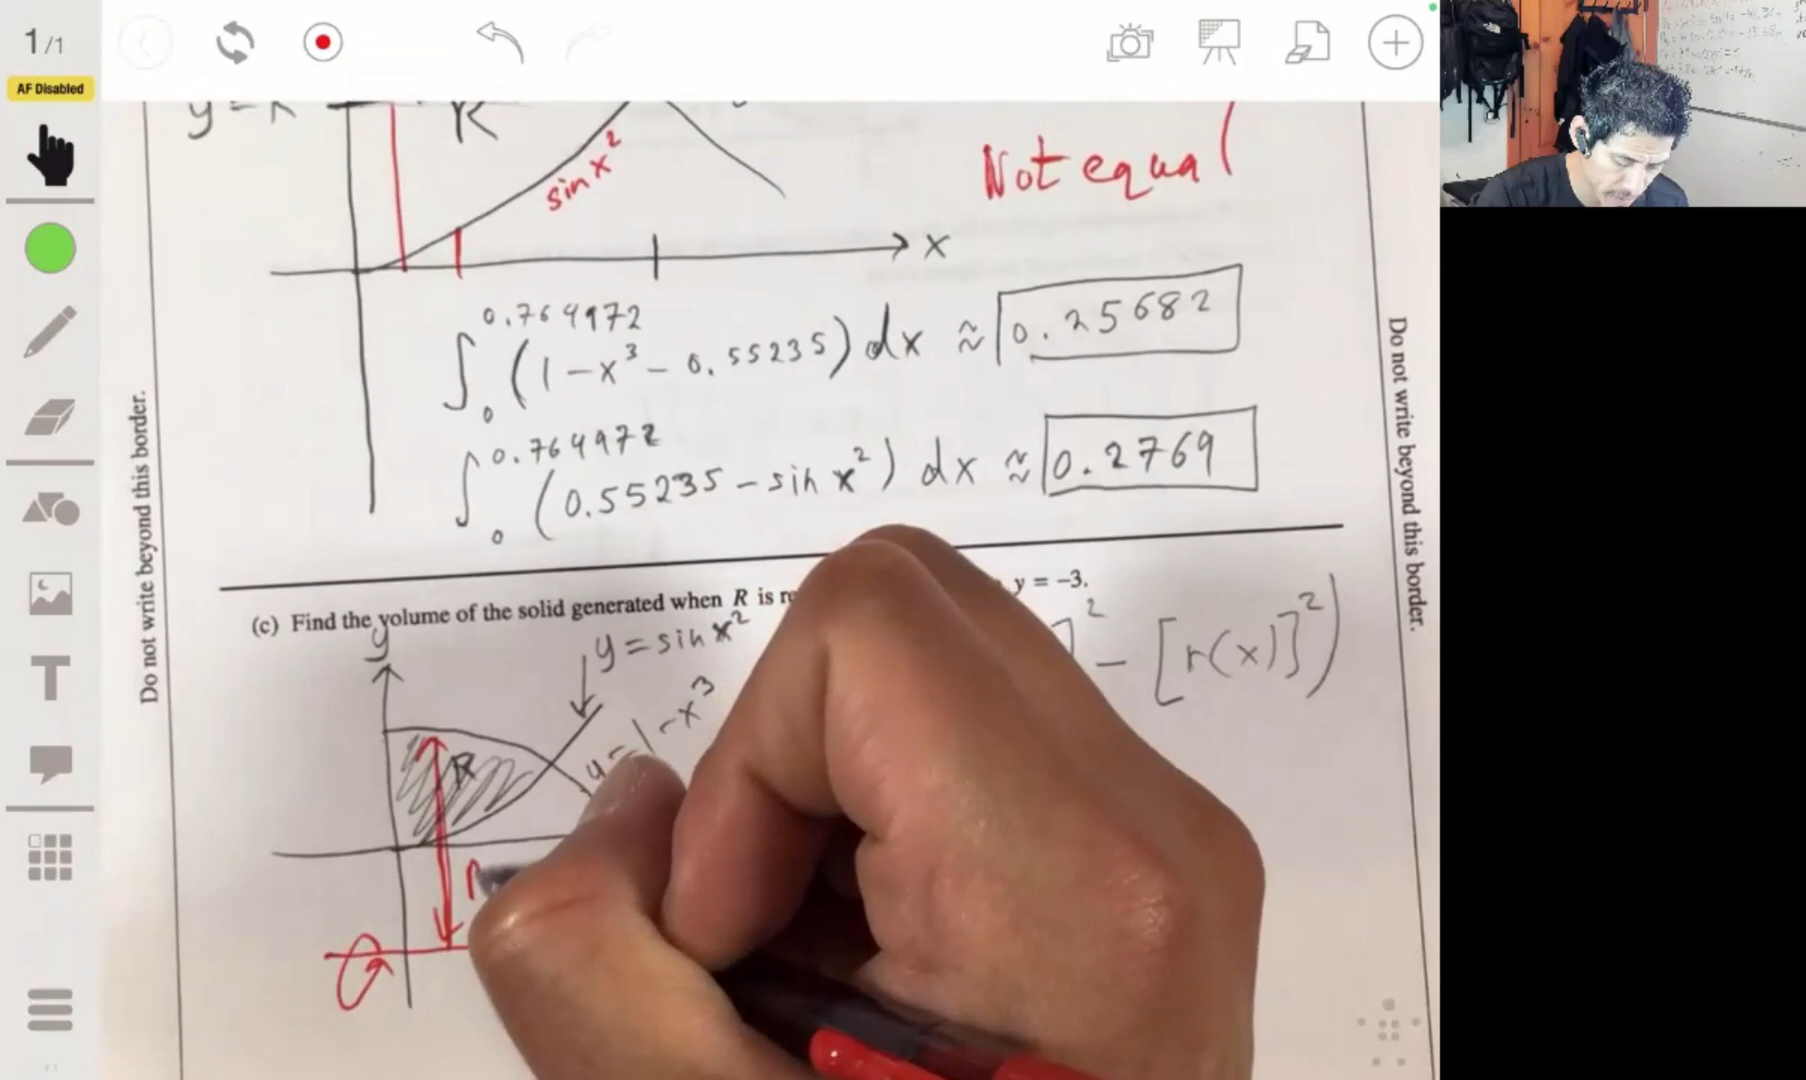 1/1
AF Disabled
R
sin x²
Not equal
x
∫₀^0.764972 (1 - x³ - 0.55235) dx ≈ 0.25682
∫₀^0.764972 (0.55235 - sin x²) dx ≈ 0.2769
Do not write beyond this border.
Do not write beyond this border.
(c) Find the volume of the solid generated when R is y = -3.
y
y = sin x²
]² - [r(x)]²)
y = 1 - x³
R
T